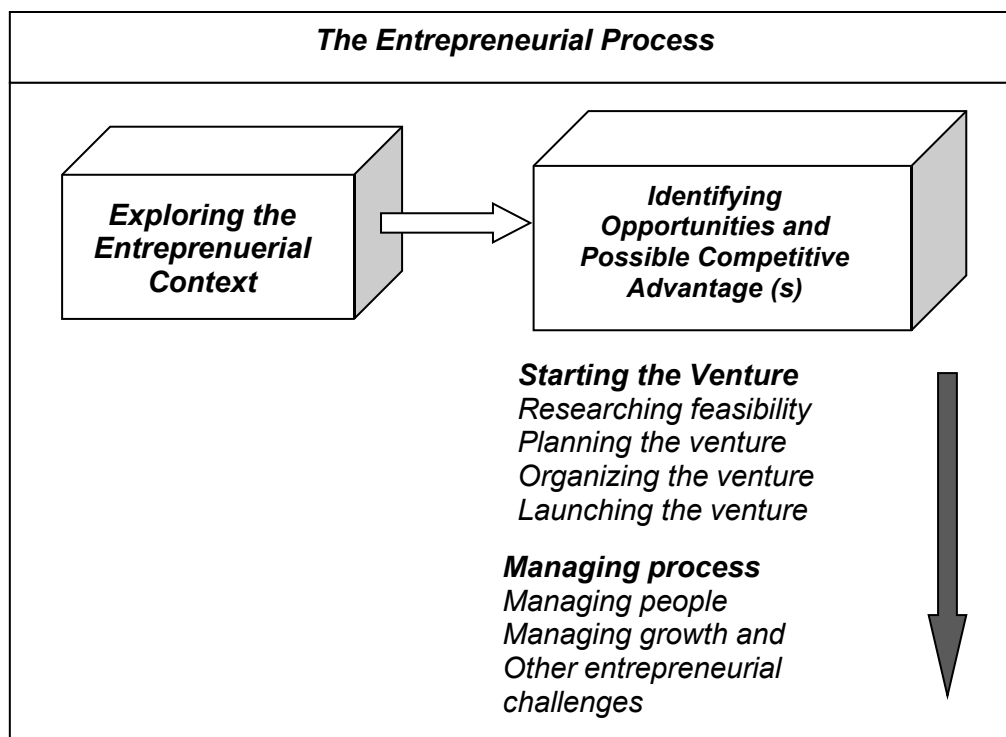 The Entrepreneurial Process
Exploring the
Entreprenuerial
Context
Identifying
Opportunities and
Possible Competitive
Advantage (s)
Starting the Venture
Researching feasibility
Planning the venture
Organizing the venture
Launching the venture
Managing process
Managing people
Managing growth and
Other entrepreneurial
challenges